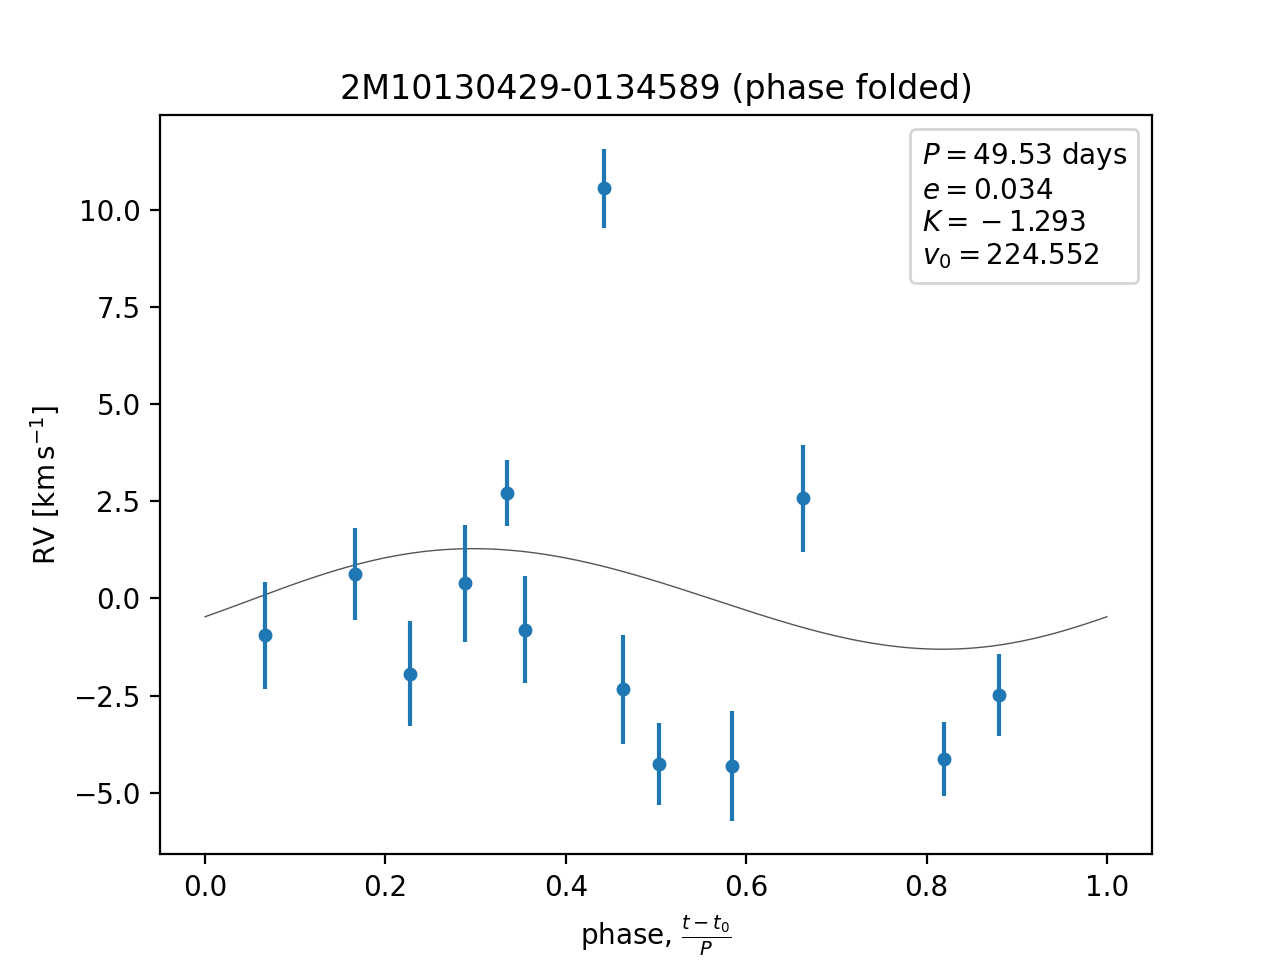 2M10130429-0134589 (phase folded)
P = 49.53 days
e = 0.034
K = −1.293
v₀ = 224.552
10.0
7.5
5.0
2.5
0.0
−2.5
−5.0
RV [km s⁻¹]
0.0 0.2 0.4 0.6 0.8 1.0
phase, (t − t₀)/P